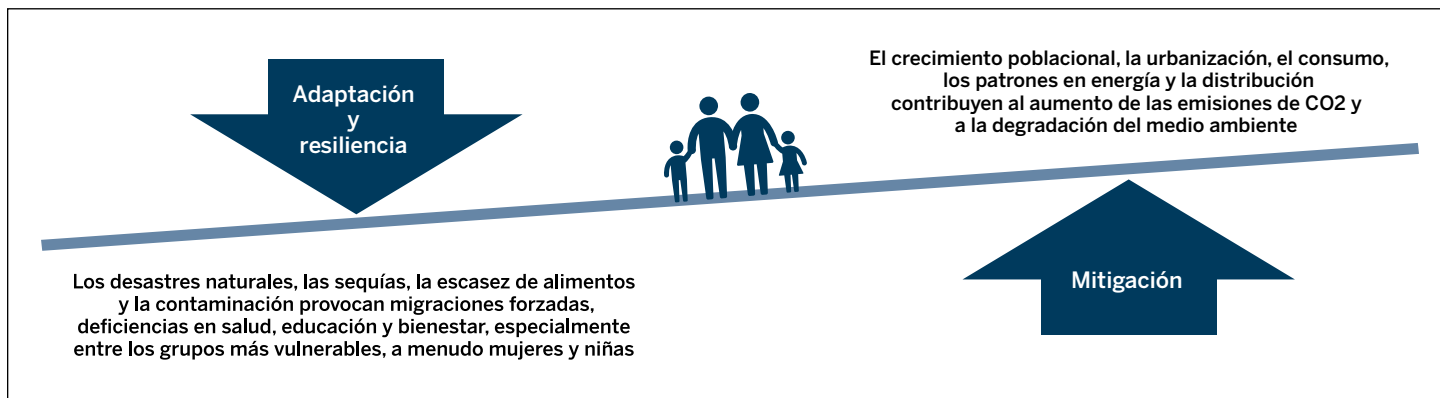 Adaptación
y
resiliencia
El crecimiento poblacional, la urbanización, el consumo,
los patrones en energía y la distribución
contribuyen al aumento de las emisiones de CO2 y
a la degradación del medio ambiente
Los desastres naturales, las sequías, la escasez de alimentos
y la contaminación provocan migraciones forzadas,
deficiencias en salud, educación y bienestar, especialmente
entre los grupos más vulnerables, a menudo mujeres y niñas
Mitigación